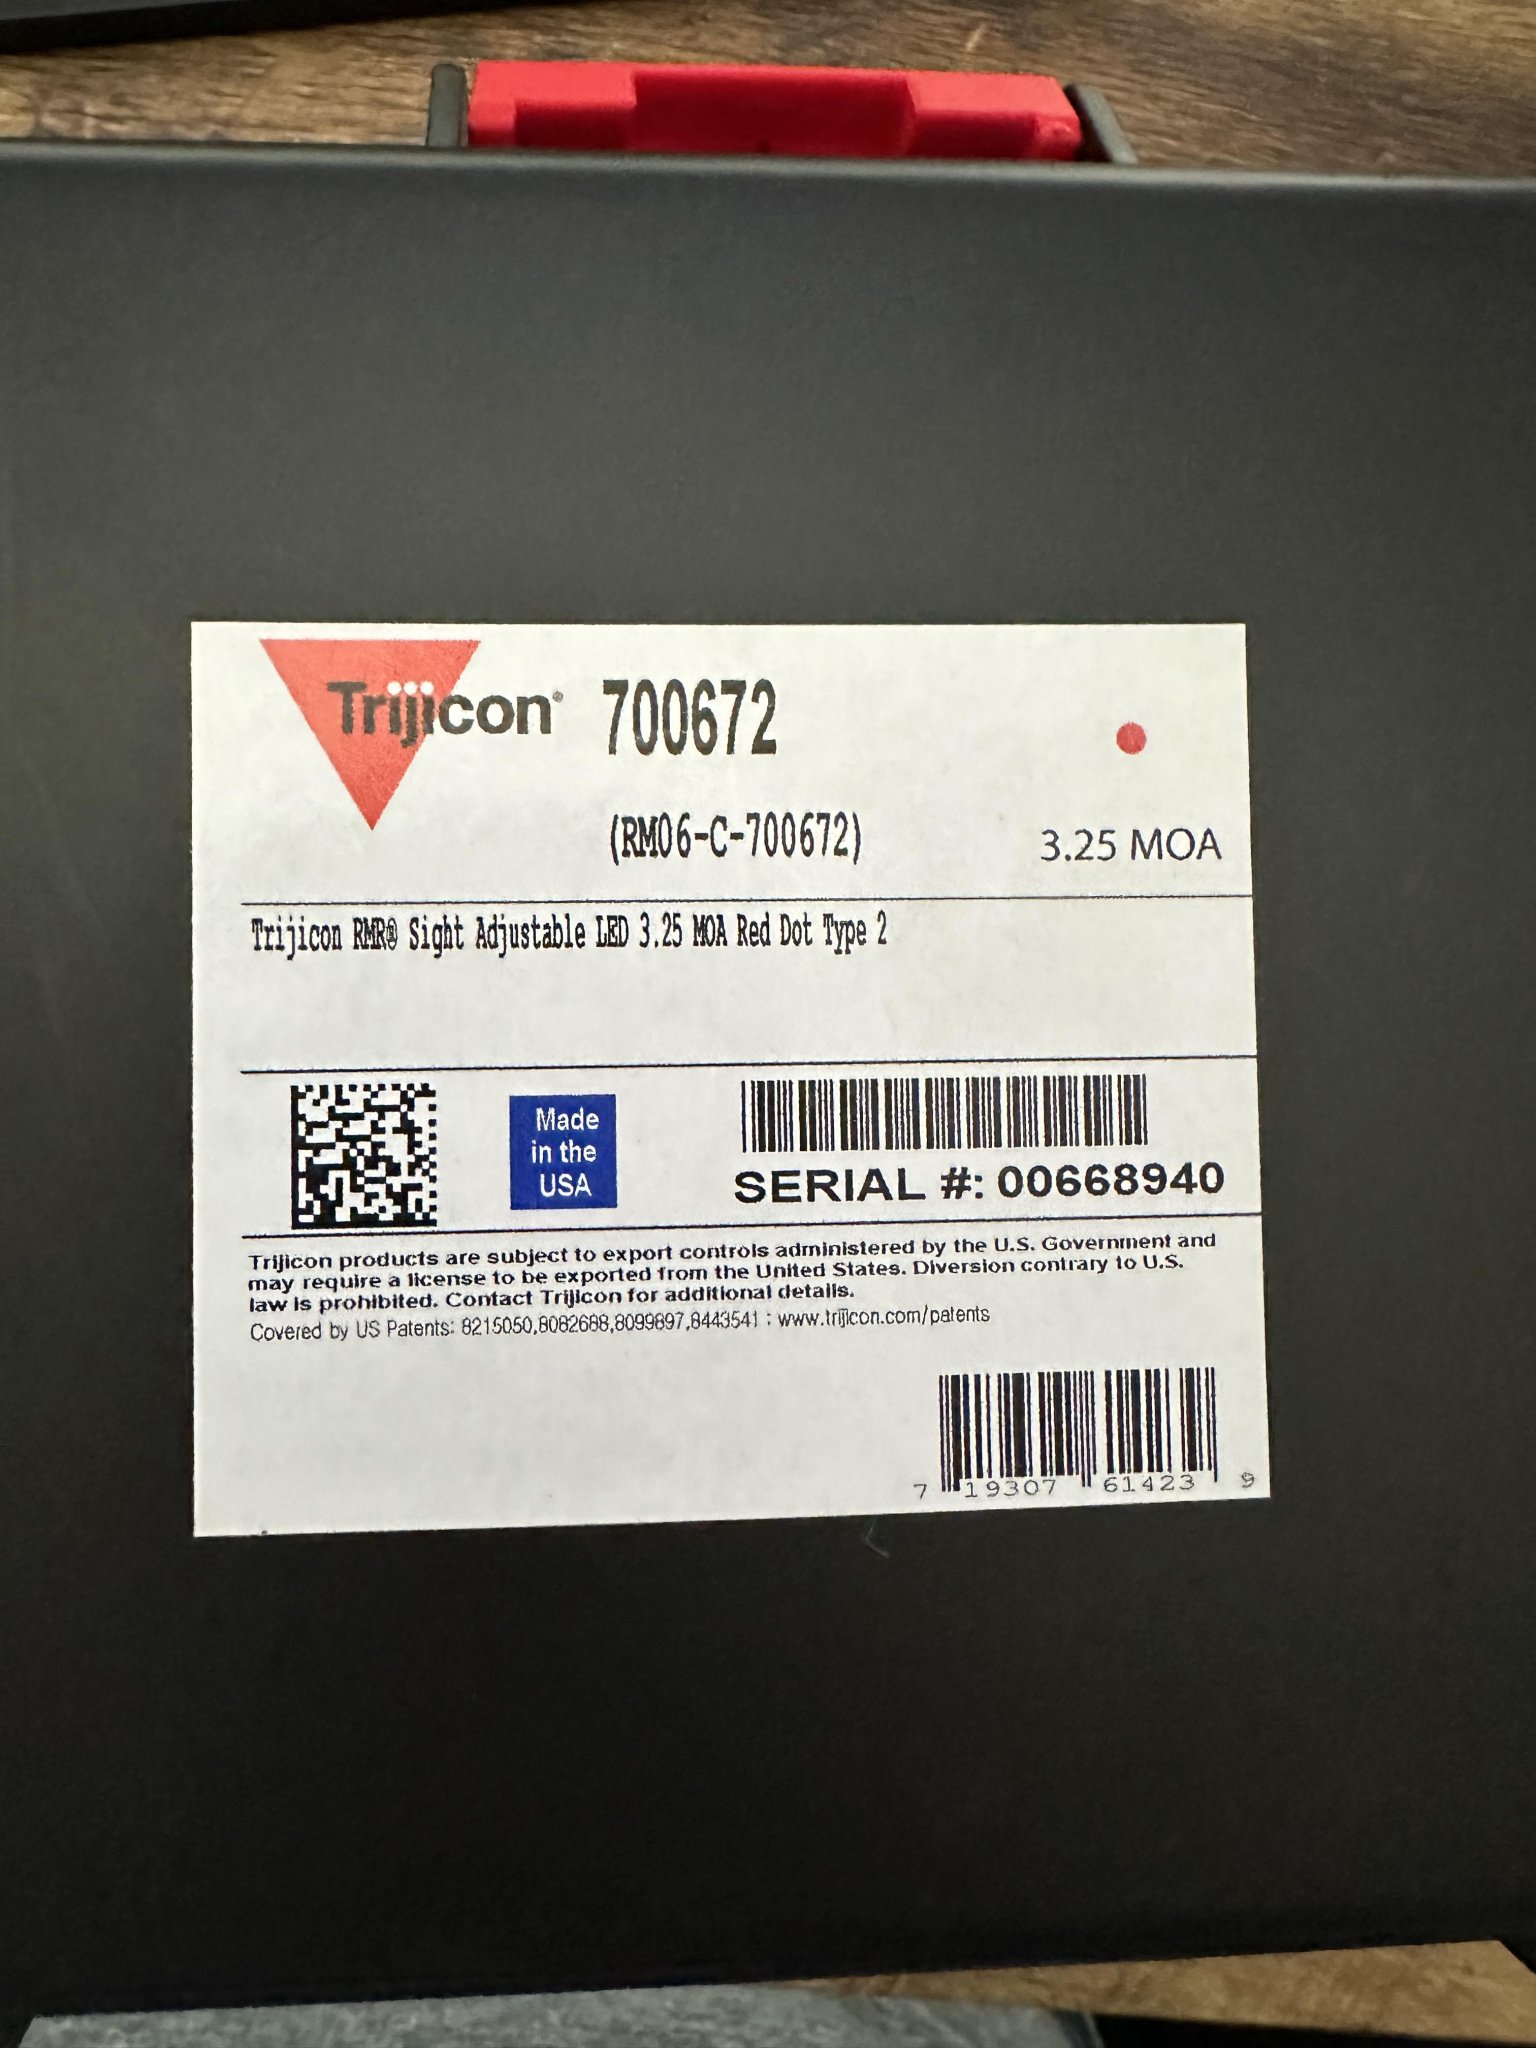 Trijicon® 700672
(RM06-C-700672)
3.25 MOA
Trijicon RMR® Sight Adjustable LED 3.25 MOA Red Dot Type 2
Made
in the
USA
SERIAL #: 00668940
Trijicon products are subject to export controls administered by the U.S. Government and
may require a license to be exported from the United States. Diversion contrary to U.S.
law is prohibited. Contact Trijicon for additional details.
Covered by US Patents: 8215050,8082688,8099897,8443541 : www.trijicon.com/patents
7 19307 61423 9